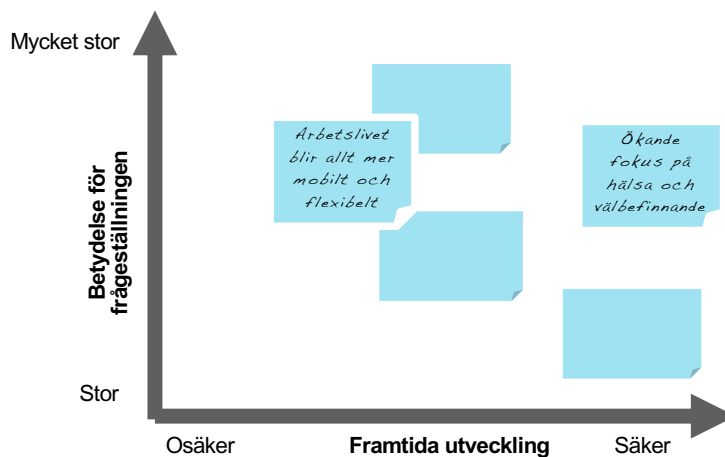 Mycket stor
Arbetslivet
blir allt mer
mobilt och
flexibelt
Ökande
fokus på
hälsa och
välbefinnande
Betydelse för
frågeställningen
Stor
Osäker
Framtida utveckling
Säker